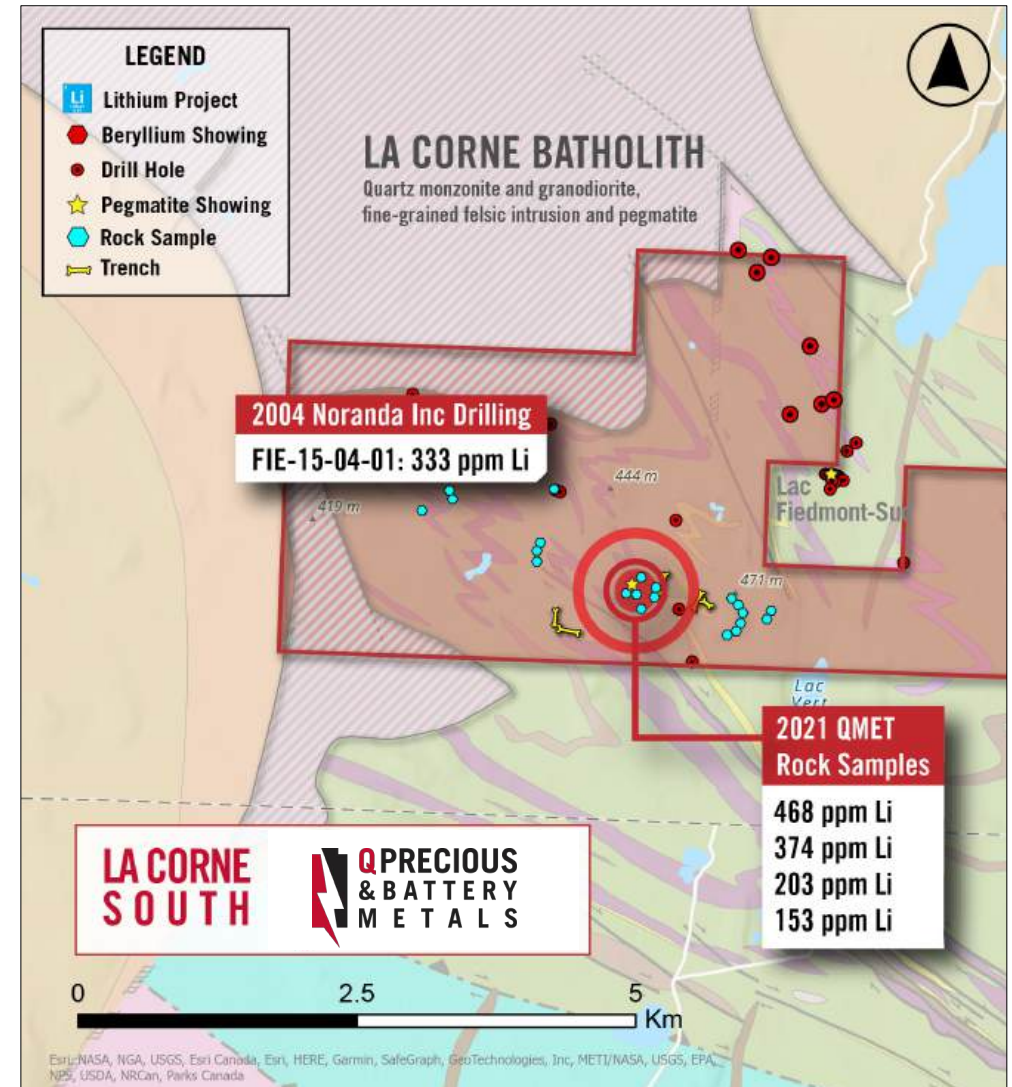 LEGEND
Li
Lithium Project
Beryllium Showing
Drill Hole
Pegmatite Showing
Rock Sample
Trench
LA CORNE BATHOLITH
Quartz monzonite and granodiorite,
fine-grained felsic intrusion and pegmatite
2004 Noranda Inc Drilling
FIE-15-04-01: 333 ppm Li
444 m
419 m
Lac
Fiedmont-Sud
471 m
Lac
Vert
2021 QMET
Rock Samples
468 ppm Li
374 ppm Li
203 ppm Li
153 ppm Li
LA CORNE
SOUTH
QPRECIOUS
&BATTERY
METALS
0 2.5 5
Km
Esri, NASA, NGA, USGS, Esri Canada, Esri, HERE, Garmin, SafeGraph, GeoTechnologies, Inc, METI/NASA, USGS, EPA,
NPS, USDA, NRCan, Parks Canada